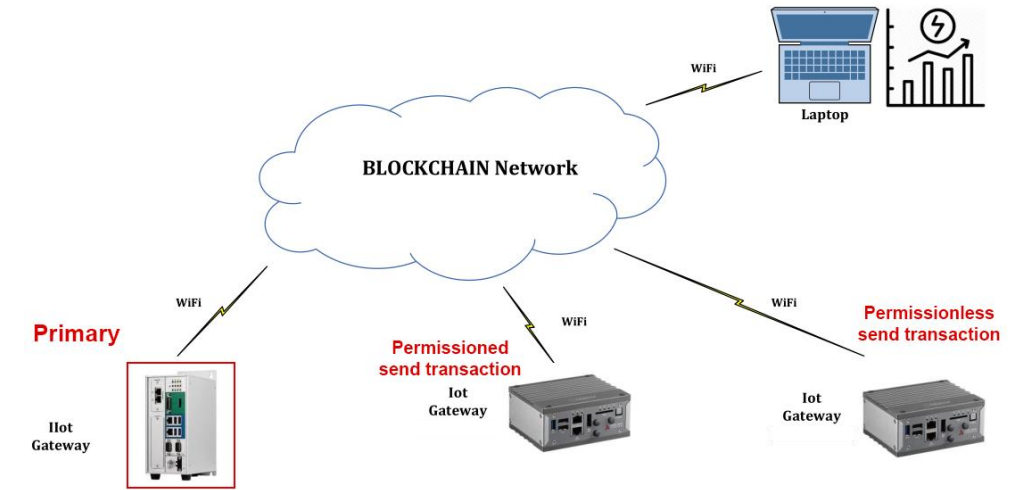 WiFi
Laptop
BLOCKCHAIN Network
WiFi
Primary
IIot
Gateway
WiFi
Permissioned
send transaction
Iot
Gateway
WiFi
Permissionless
send transaction
Iot
Gateway